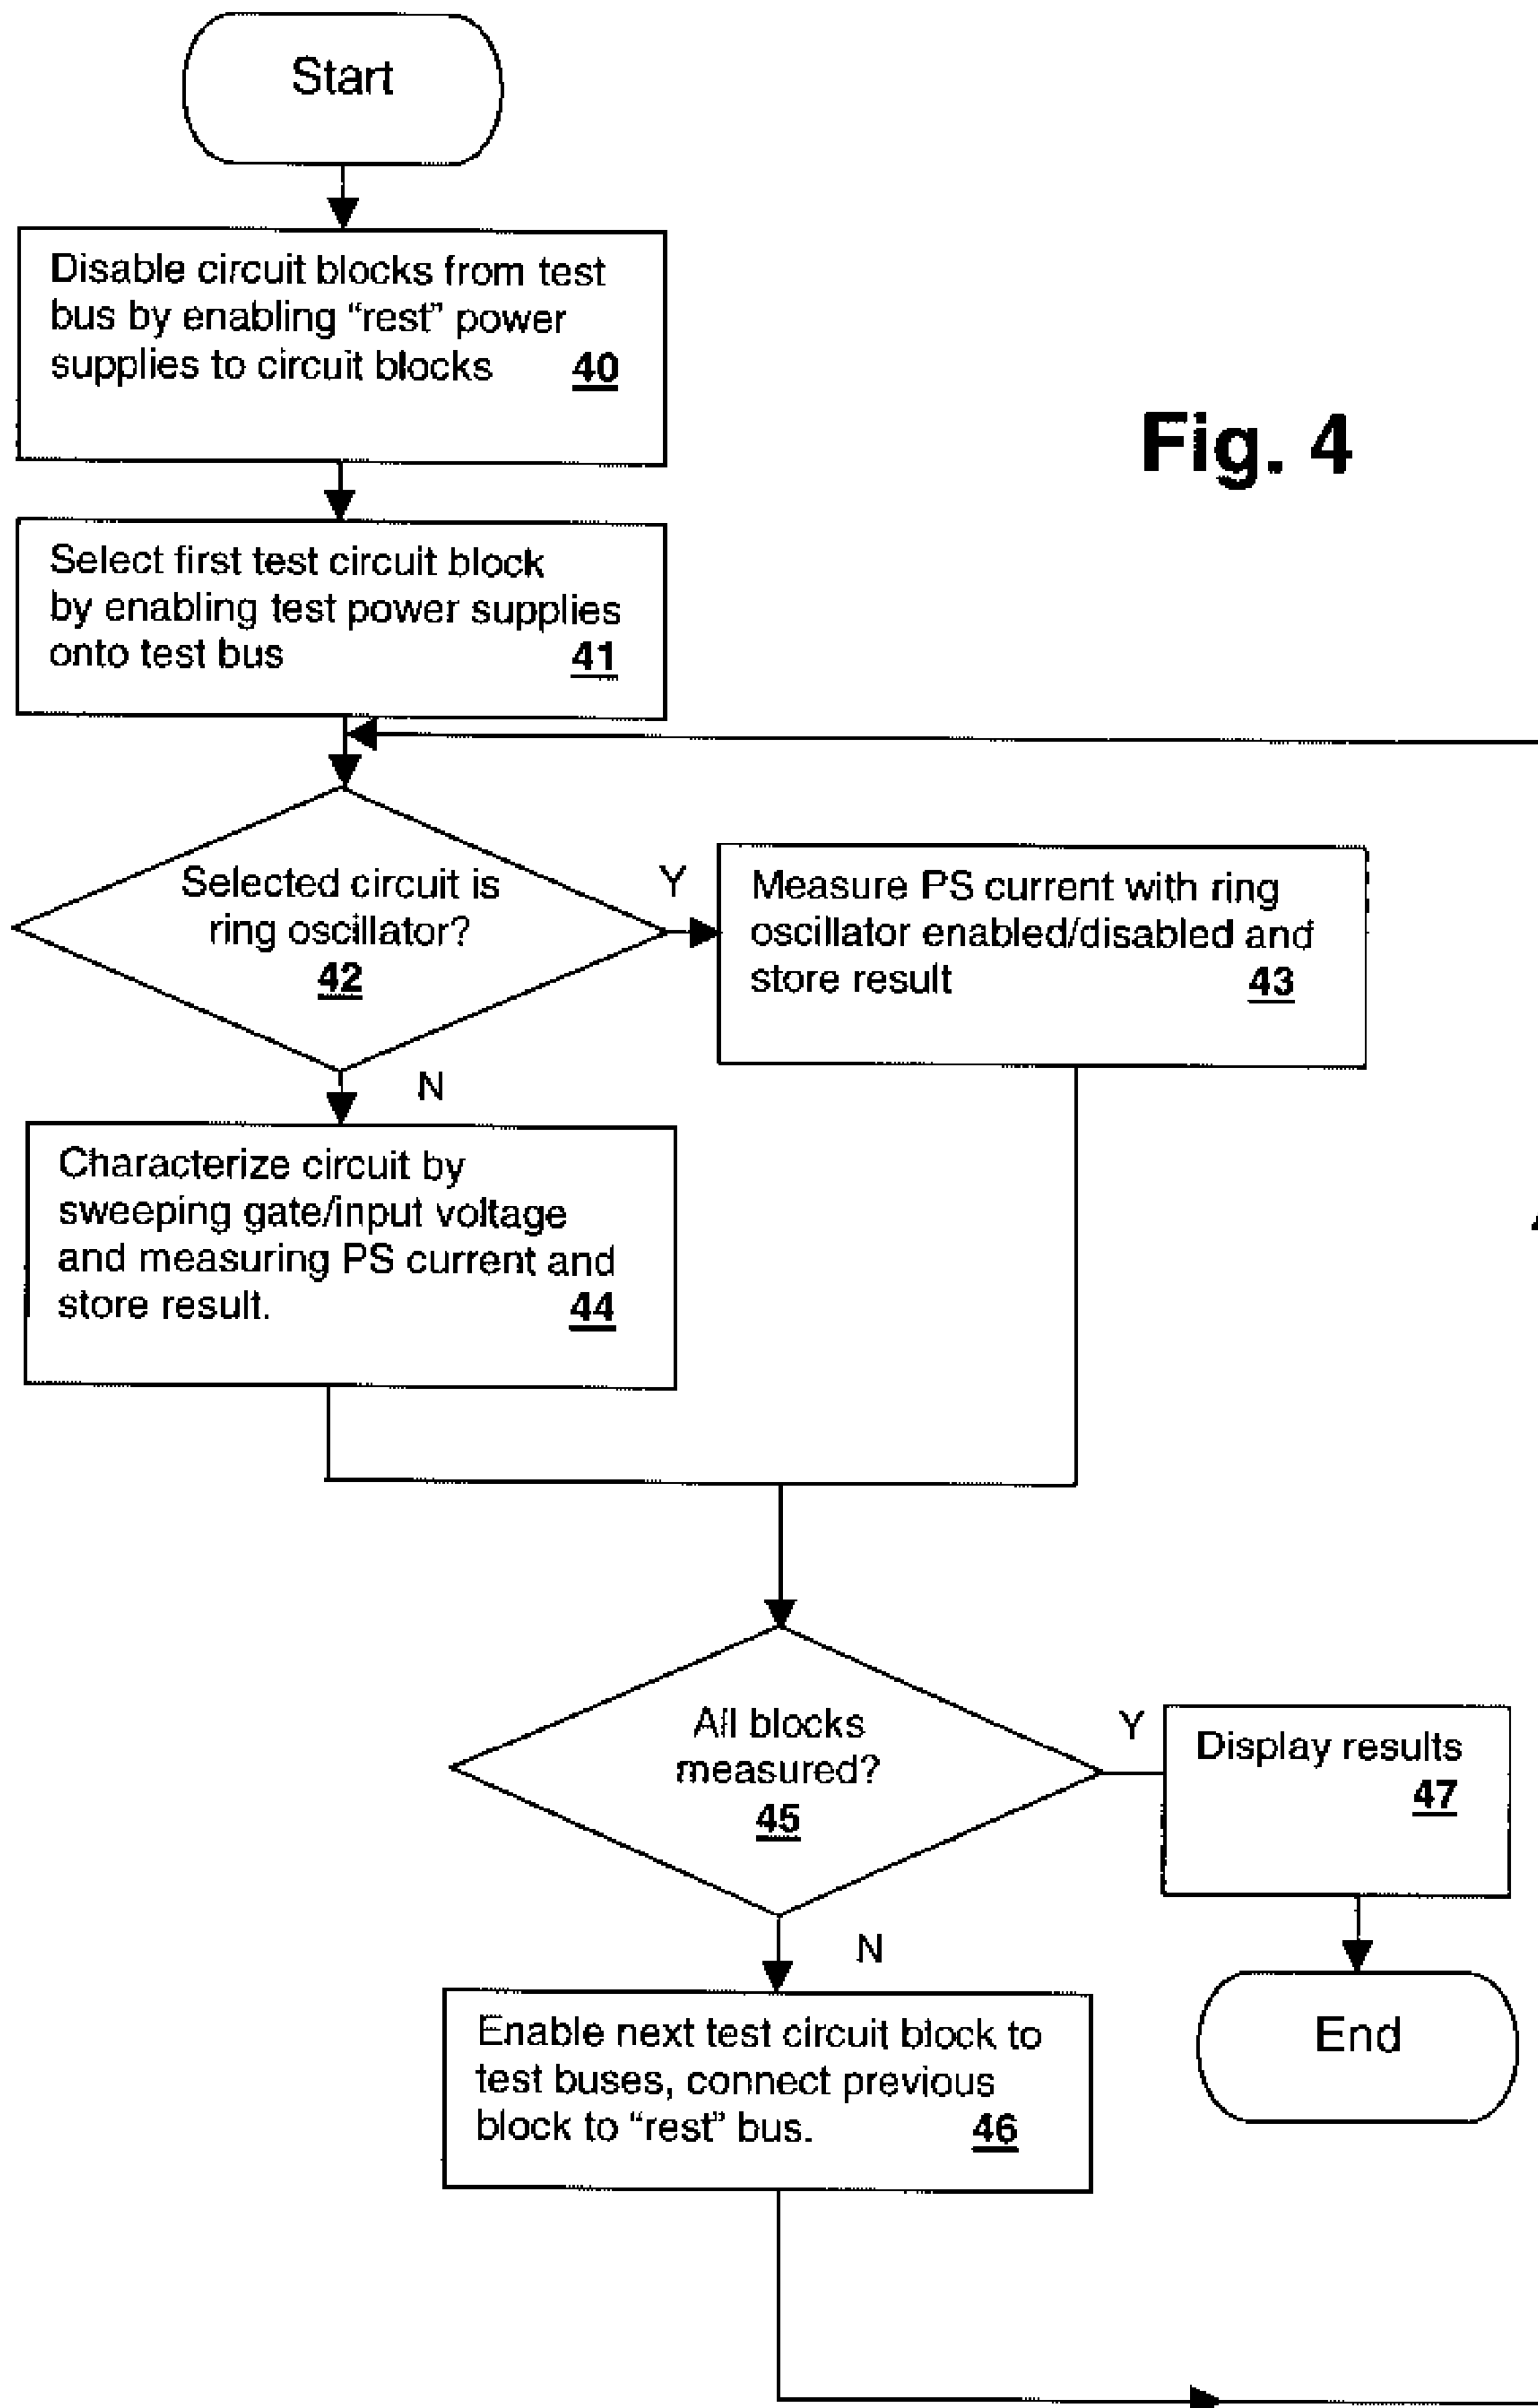 Start
Disable circuit blocks from test
bus by enabling “rest” power
supplies to circuit blocks 40
Fig. 4
Select first test circuit block
by enabling test power supplies
onto test bus 41
Selected circuit is
ring oscillator?
42
Y
Measure PS current with ring
oscillator enabled/disabled and
store result 43
N
Characterize circuit by
sweeping gate/input voltage
and measuring PS current and
store result. 44
All blocks
measured?
45
Y
Display results
47
N
Enable next test circuit block to
test buses, connect previous
block to “rest” bus. 46
End